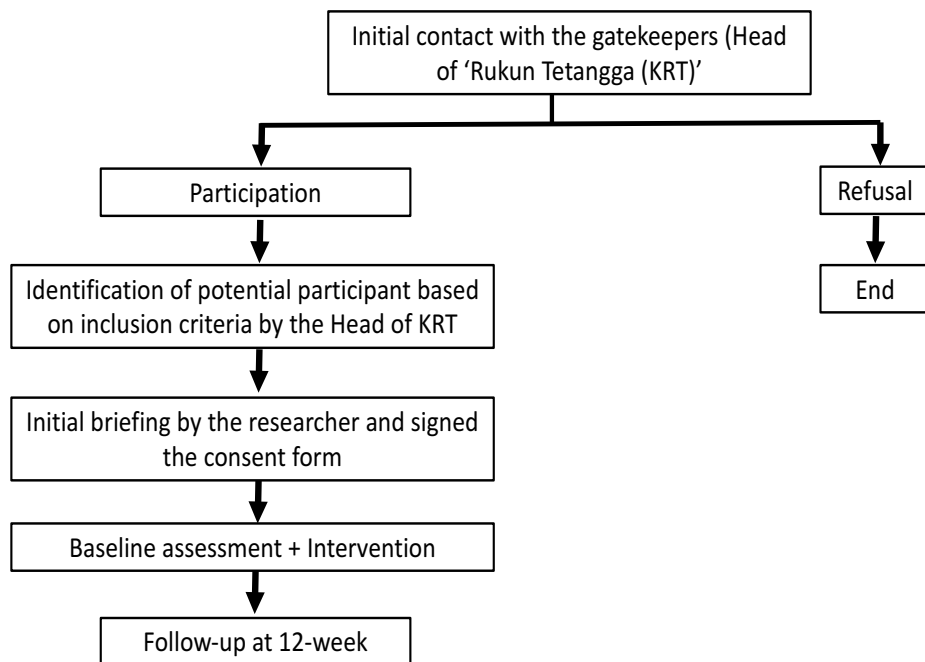 Initial contact with the gatekeepers (Head
of ‘Rukun Tetangga (KRT)’
Participation
Refusal
Identification of potential participant based
on inclusion criteria by the Head of KRT
End
Initial briefing by the researcher and signed
the consent form
Baseline assessment + Intervention
Follow-up at 12-week